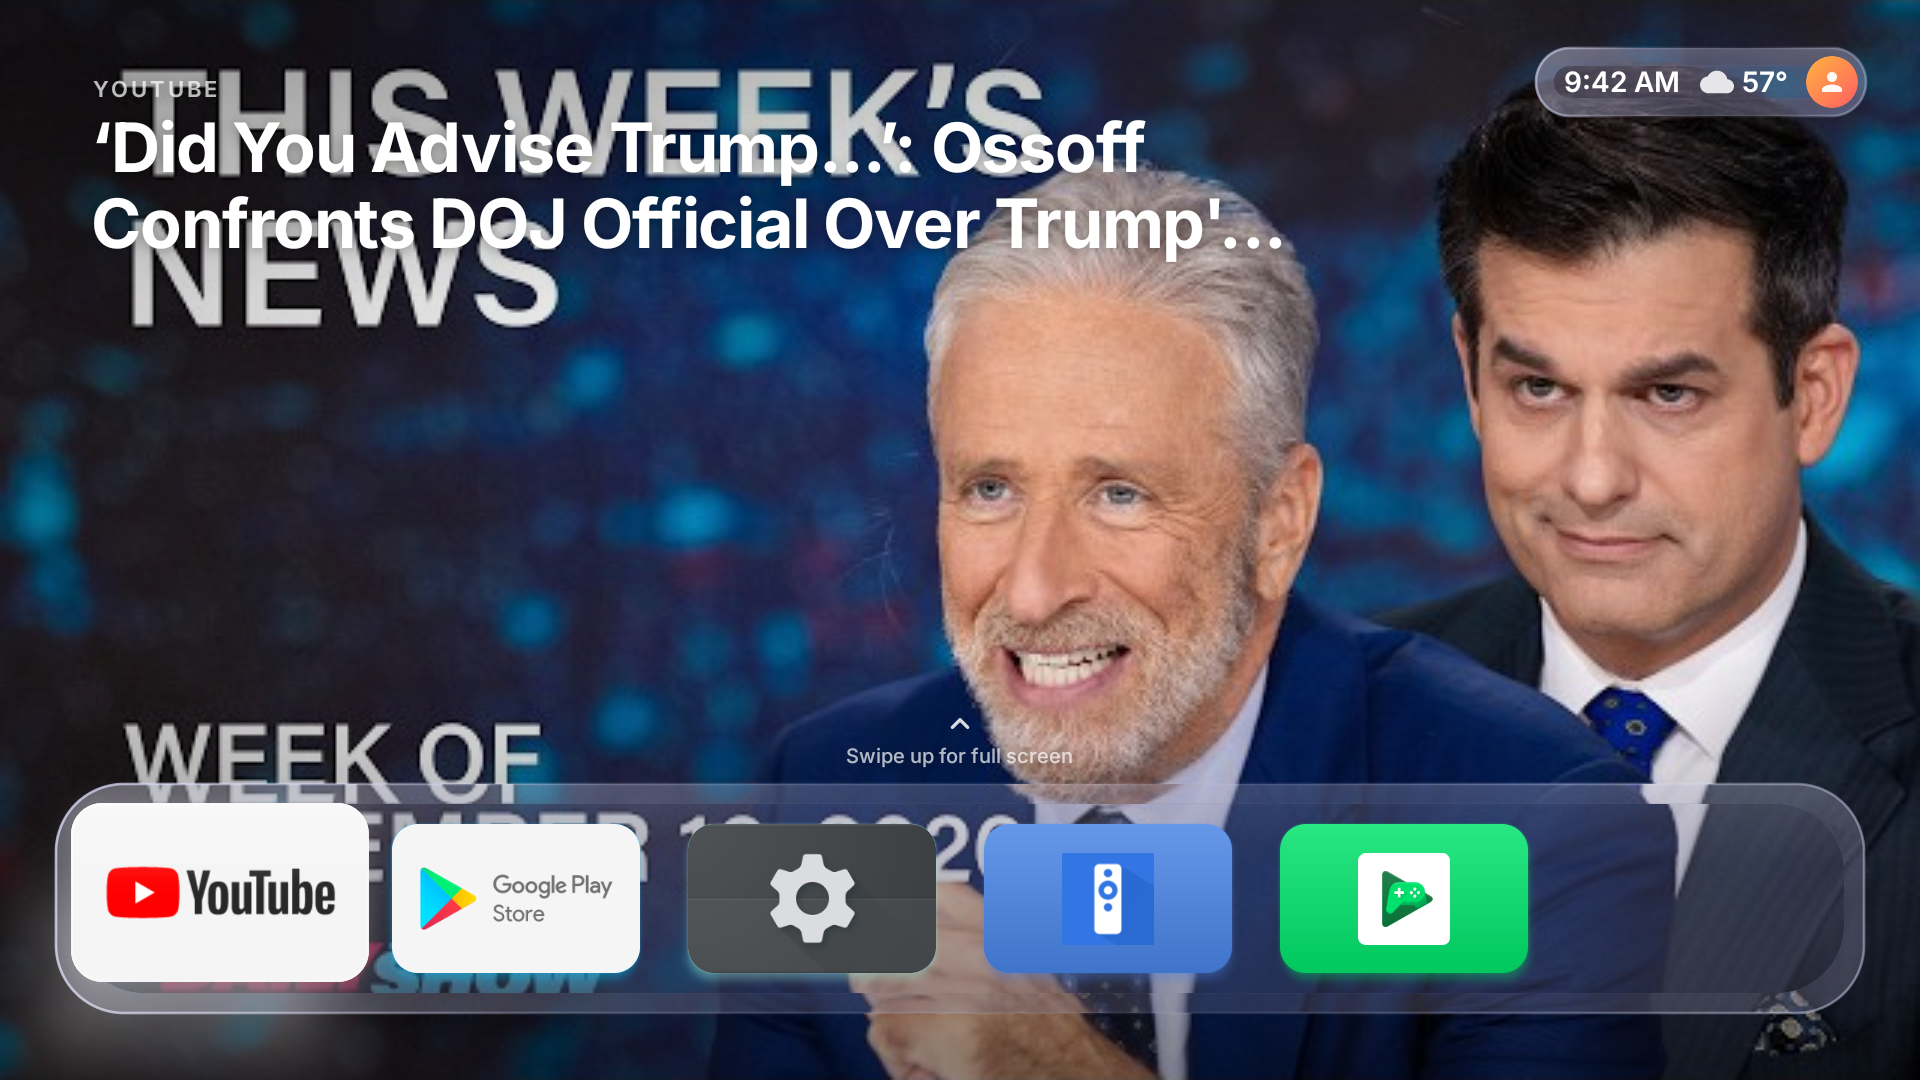 YOUTUBE
THIS WEEK'S
NEWS
‘Did You Advise Trump...’: Ossoff
Confronts DOJ Official Over Trump'...
9:42 AM 57°
WEEK OF
Swipe up for full screen
YouTube
Google Play
Store
SHOW